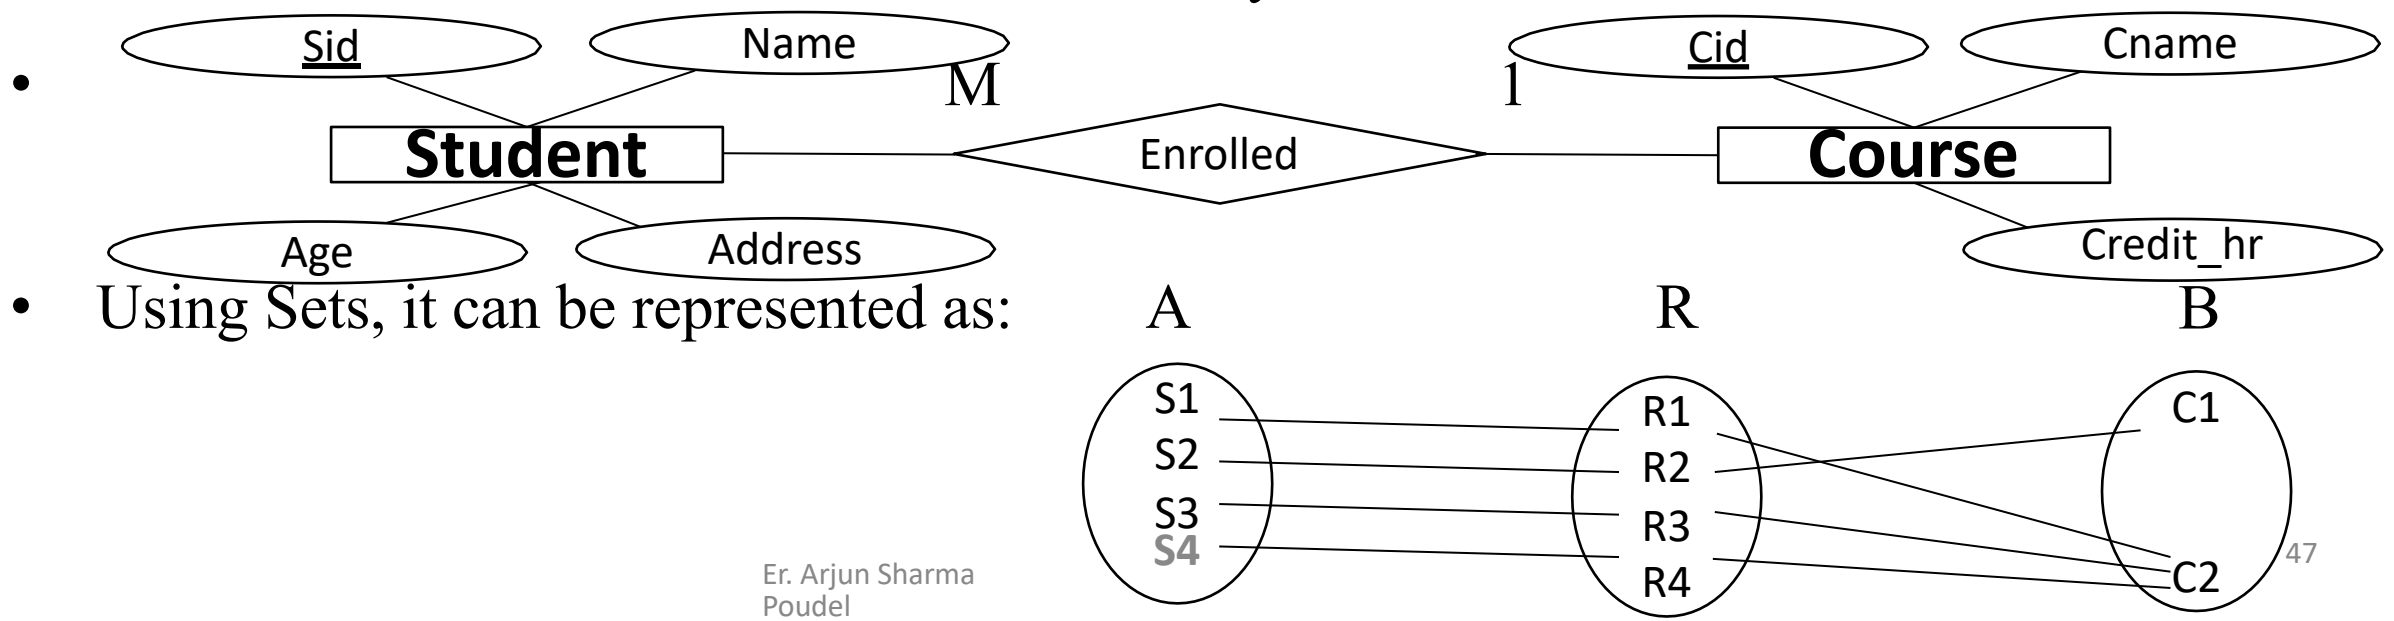 Sid
Name
Cid
Cname
•
M
1
Student
Enrolled
Course
Age
Address
Credit_hr
• Using Sets, it can be represented as: A R B
S1
R1
C1
S2
R2
S3
R3
S4
R4
C2
47
Er. Arjun Sharma
Poudel